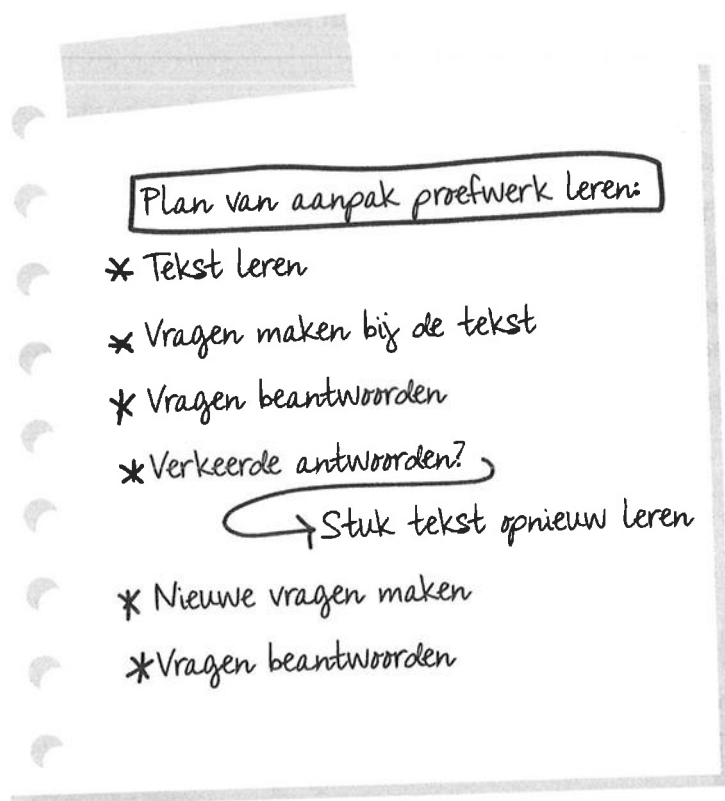 Plan van aanpak proefwerk leren:
* Tekst leren
* Vragen maken bij de tekst
* Vragen beantwoorden
* Verkeerde antwoorden?
→ Stuk tekst opnieuw leren
* Nieuwe vragen maken
* Vragen beantwoorden